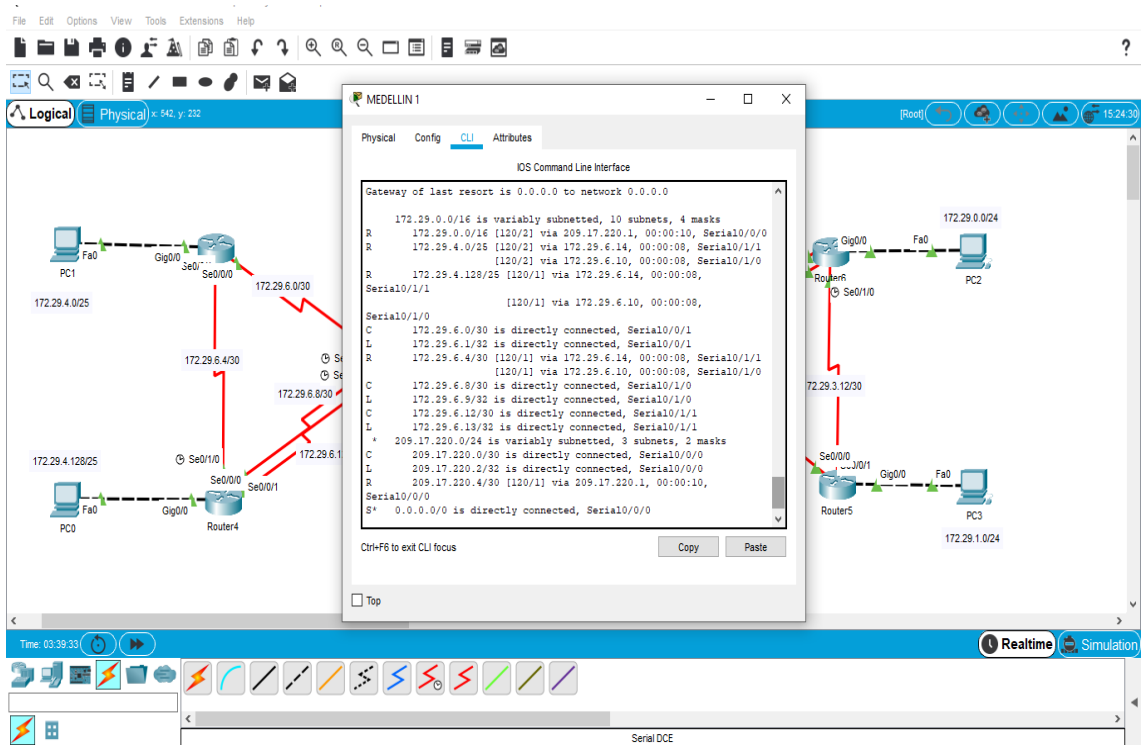 File Edit Options View Tools Extensions Help
?
Logical Physical x: 542, y: 232
[Root] 15:24:30
MEDELLIN 1
Physical Config CLI Attributes
IOS Command Line Interface
Gateway of last resort is 0.0.0.0 to network 0.0.0.0
172.29.0.0/16 is variably subnetted, 10 subnets, 4 masks
R 172.29.0.0/16 [120/2] via 209.17.220.1, 00:00:10, Serial0/0/0
R 172.29.4.0/25 [120/2] via 172.29.6.14, 00:00:08, Serial0/1/1
[120/2] via 172.29.6.10, 00:00:08, Serial0/1/0
R 172.29.4.128/25 [120/1] via 172.29.6.14, 00:00:08,
Serial0/1/1
[120/1] via 172.29.6.10, 00:00:08,
Serial0/1/0
C 172.29.6.0/30 is directly connected, Serial0/0/1
L 172.29.6.1/32 is directly connected, Serial0/0/1
R 172.29.6.4/30 [120/1] via 172.29.6.14, 00:00:08, Serial0/1/1
[120/1] via 172.29.6.10, 00:00:08, Serial0/1/0
C 172.29.6.8/30 is directly connected, Serial0/1/0
L 172.29.6.9/32 is directly connected, Serial0/1/0
C 172.29.6.12/30 is directly connected, Serial0/1/1
L 172.29.6.13/32 is directly connected, Serial0/1/1
* 209.17.220.0/24 is variably subnetted, 3 subnets, 2 masks
C 209.17.220.0/30 is directly connected, Serial0/0/0
L 209.17.220.2/32 is directly connected, Serial0/0/0
R 209.17.220.4/30 [120/1] via 209.17.220.1, 00:00:10,
Serial0/0/0
S* 0.0.0.0/0 is directly connected, Serial0/0/0
Ctrl+F6 to exit CLI focus
Copy Paste
Top
Fa0
Gig0/0
Se0/0/0
PC1
172.29.4.0/25
172.29.6.0/30
172.29.6.4/30
172.29.6.8/30
172.29.4.128/25
Se0/1/0
Se0/0/0
Se0/0/1
Fa0
Gig0/0
PC0
Router4
172.29.0.0/24
Gig0/0
Fa0
Router6
PC2
Se0/1/0
72.29.3.12/30
Se0/0/0
Gig0/0
Fa0
Router5
PC3
172.29.1.0/24
Time: 03:39:33
Realtime Simulation
Serial DCE